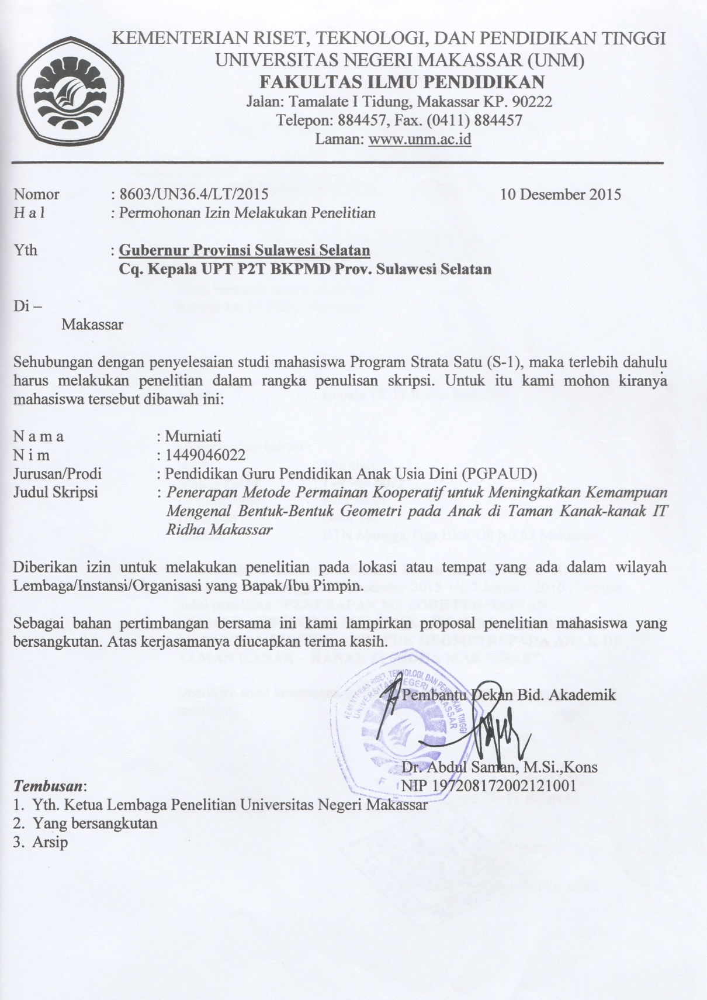 KEMENTERIAN RISET, TEKNOLOGI, DAN PENDIDIKAN TINGGI
UNIVERSITAS NEGERI MAKASSAR (UNM)
FAKULTAS ILMU PENDIDIKAN
Jalan: Tamalate I Tidung, Makassar KP. 90222
Telepon: 884457, Fax. (0411) 884457
Laman: www.unm.ac.id
Nomor : 8603/UN36.4/LT/2015 10 Desember 2015
H a l : Permohonan Izin Melakukan Penelitian
Yth : Gubernur Provinsi Sulawesi Selatan
Cq. Kepala UPT P2T BKPMD Prov. Sulawesi Selatan
Di –
Makassar
Sehubungan dengan penyelesaian studi mahasiswa Program Strata Satu (S-1), maka terlebih dahulu
harus melakukan penelitian dalam rangka penulisan skripsi. Untuk itu kami mohon kiranya
mahasiswa tersebut dibawah ini:
N a m a : Murniati
N i m : 1449046022
Jurusan/Prodi : Pendidikan Guru Pendidikan Anak Usia Dini (PGPAUD)
Judul Skripsi : Penerapan Metode Permainan Kooperatif untuk Meningkatkan Kemampuan
Mengenal Bentuk-Bentuk Geometri pada Anak di Taman Kanak-kanak IT
Ridha Makassar
Diberikan izin untuk melakukan penelitian pada lokasi atau tempat yang ada dalam wilayah
Lembaga/Instansi/Organisasi yang Bapak/Ibu Pimpin.
Sebagai bahan pertimbangan bersama ini kami lampirkan proposal penelitian mahasiswa yang
bersangkutan. Atas kerjasamanya diucapkan terima kasih.
KEMENTERIAN RISET, TEKNOLOGI, DAN PENDIDIKAN TINGGI
UNIVERSITAS NEGERI MAKASSAR
F I P
Pembantu Dekan Bid. Akademik
Dr. Abdul Saman, M.Si.,Kons
NIP 197208172002121001
Tembusan:
1. Yth. Ketua Lembaga Penelitian Universitas Negeri Makassar
2. Yang bersangkutan
3. Arsip